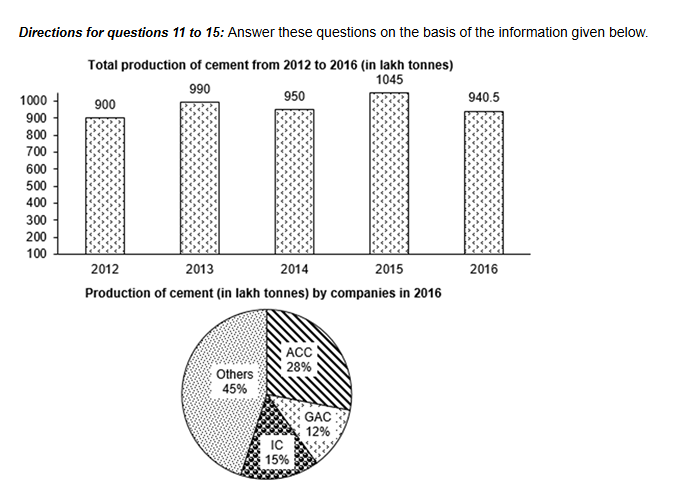 Directions for questions 11 to 15: Answer these questions on the basis of the information given below.
Total production of cement from 2012 to 2016 (in lakh tonnes)
900
990
950
1045
940.5
1000
900
800
700
600
500
400
300
200
100
2012 2013 2014 2015 2016
Production of cement (in lakh tonnes) by companies in 2016
ACC
28%
Others
45%
GAC
12%
IC
15%